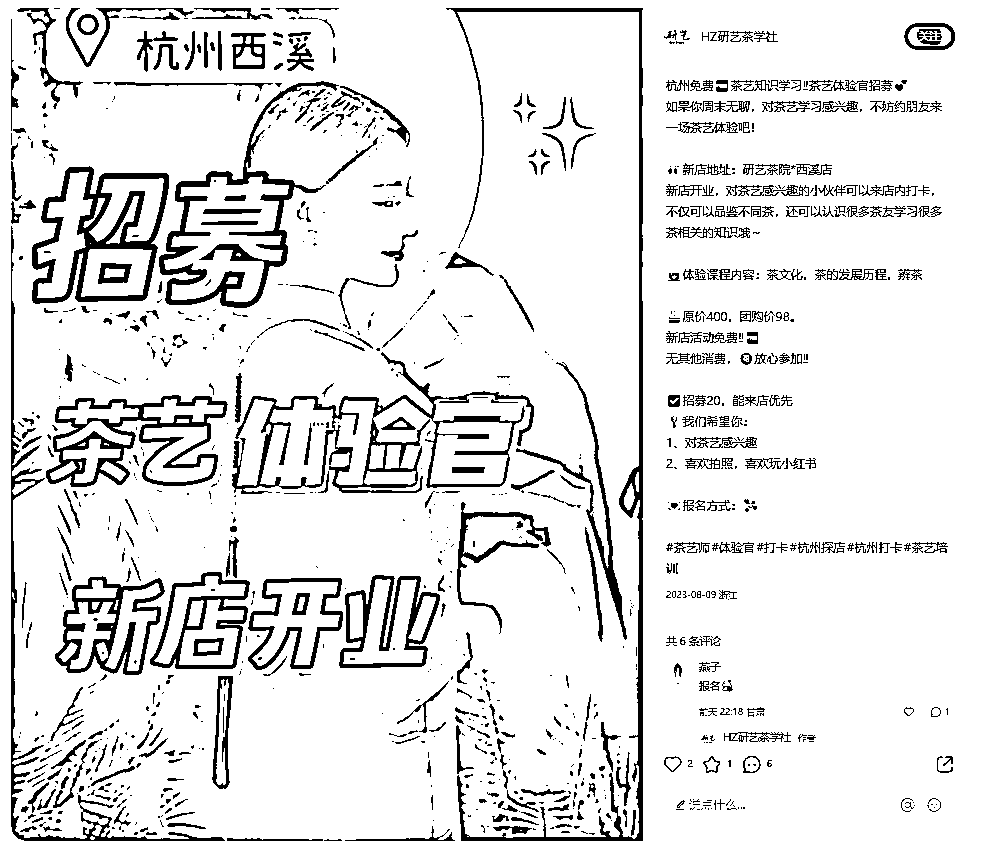 杭州西溪
招募
茶艺体验官
新店开业
HZ研艺茶学社
关注
杭州免费茶艺知识学习‼茶艺体验官招募💕
如果你周末无聊，对茶艺学习感兴趣，不妨约朋友来
一场茶艺体验吧！
新店地址：研艺茶院*西溪店
新店开业，对茶艺感兴趣的小伙伴可以来店内打卡，
不仅可以品鉴不同茶，还可以认识很多茶友学习很多
茶相关的知识哦～
体验课程内容：茶文化，茶的发展历程，辨茶
原价400，团购价98。
新店活动免费‼
无其他消费，放心参加‼
✅招募20，能来店优先
我们希望你：
1、对茶艺感兴趣
2、喜欢拍照，喜欢玩小红书
报名方式：
#茶艺师#体验官#打卡#杭州探店#杭州打卡#茶艺培
训
2023-08-09 浙江
共 6 条评论
燕子
报名
前天 22:18 甘肃
1
HZ研艺茶学社 作者
2 1 6
说点什么...